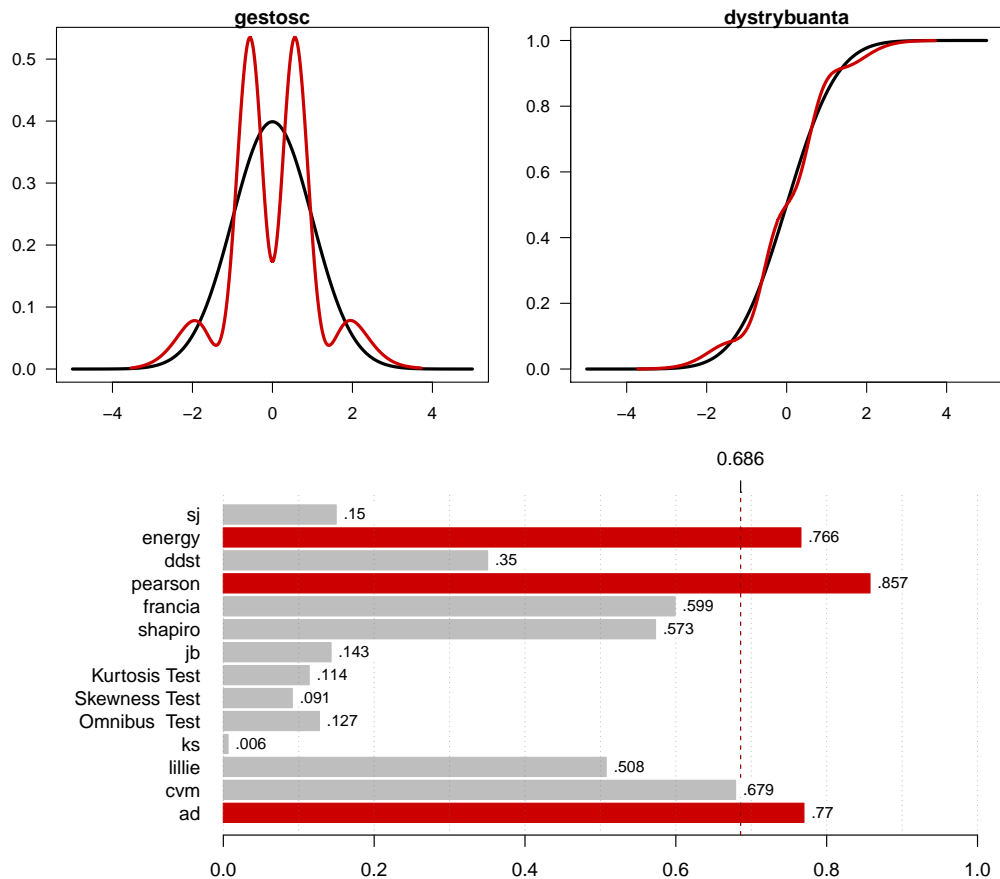 gestosc
0.5
0.4
0.3
0.2
0.1
0.0
−4 −2 0 2 4
dystrybuanta
1.0
0.8
0.6
0.4
0.2
0.0
−4 −2 0 2 4
0.686
sj .15
energy .766
ddst .35
pearson .857
francia .599
shapiro .573
jb .143
Kurtosis Test .114
Skewness Test .091
Omnibus  Test .127
ks .006
lillie .508
cvm .679
ad .77
0.0 0.2 0.4 0.6 0.8 1.0